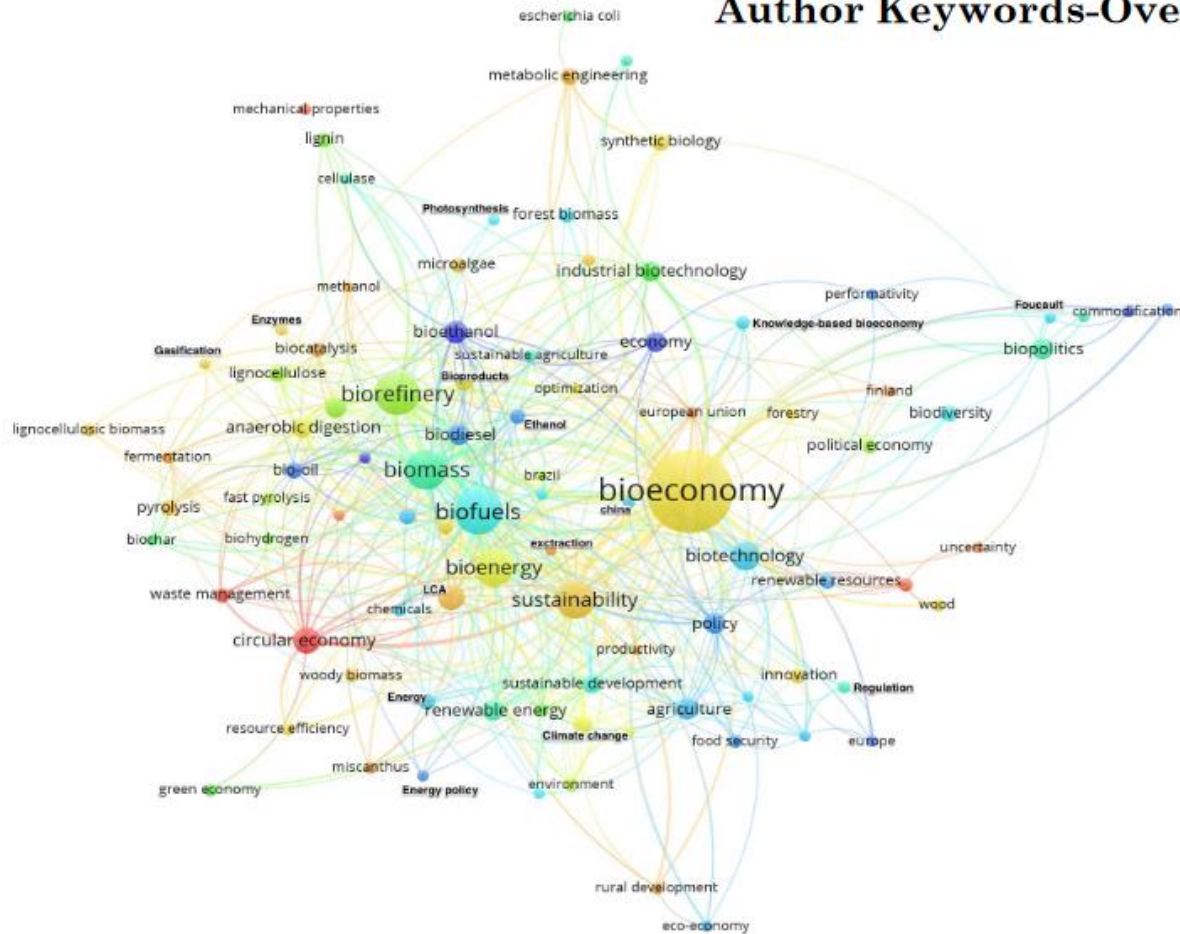 Author Keywords-Ove
escherichia coli
metabolic engineering
mechanical properties
lignin
synthetic biology
cellulase
Photosynthesis
forest biomass
microalgae
industrial biotechnology
methanol
performativity
Foucault
commodification
Enzymes
Knowledge-based bioeconomy
bioethanol
economy
Gasification
biocatalysis
sustainable agriculture
biopolitics
lignocellulose
Bioproducts
optimization
biorefinery
finland
european union
forestry
biodiversity
Ethanol
lignocellulosic biomass
anaerobic digestion
biodiesel
political economy
fermentation
bio-oil
biomass
brazil
bioeconomy
fast pyrolysis
pyrolysis
biofuels
china
biochar
biohydrogen
exctraction
uncertainty
biotechnology
bioenergy
renewable resources
waste management
LCA
chemicals
sustainability
wood
policy
circular economy
productivity
woody biomass
sustainable development
innovation
Regulation
Energy
renewable energy
agriculture
resource efficiency
Climate change
food security
europe
miscanthus
environment
green economy
Energy policy
rural development
eco-economy